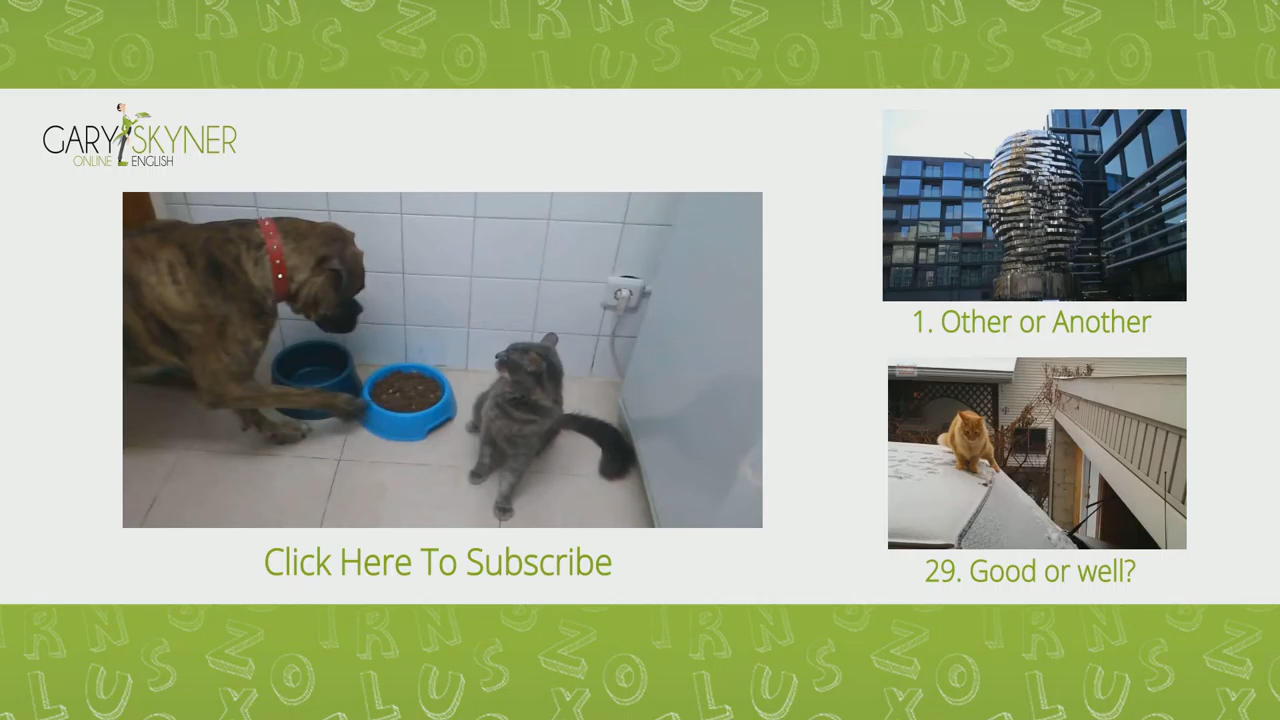 GARY SKYNER
ONLINE ENGLISH
Click Here To Subscribe
1. Other or Another
29. Good or well?